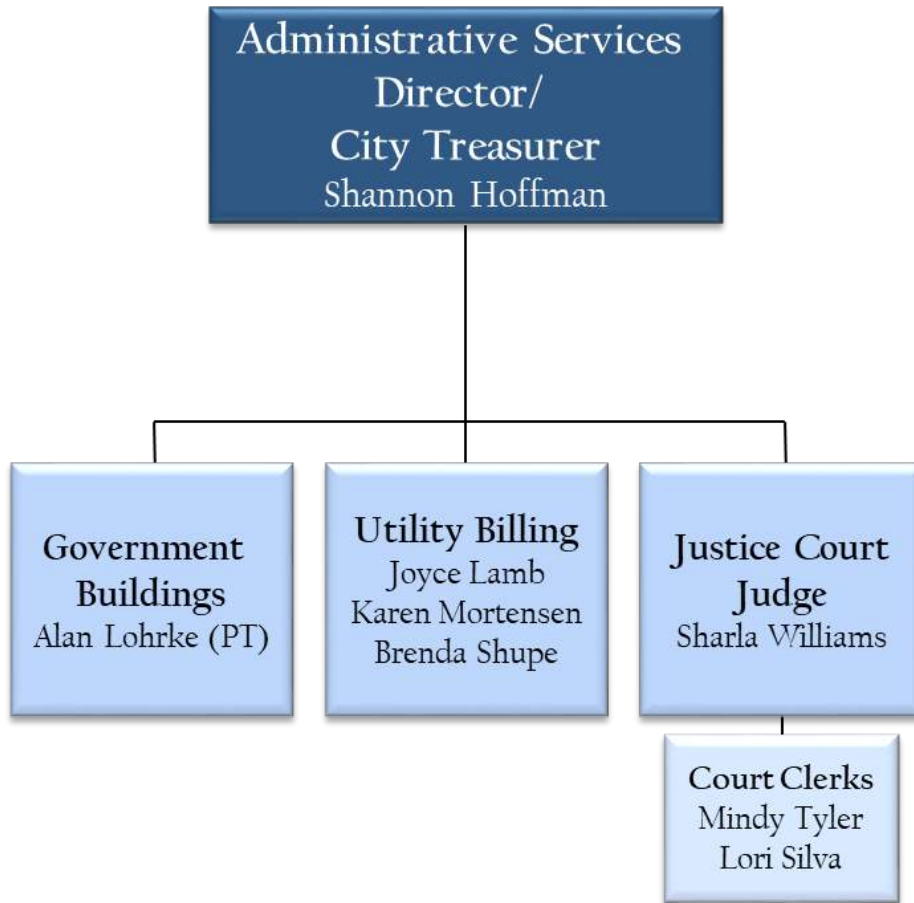 Administrative Services
Director/
City Treasurer
Shannon Hoffman
Government
Buildings
Alan Lohrke (PT)
Utility Billing
Joyce Lamb
Karen Mortensen
Brenda Shupe
Justice Court
Judge
Sharla Williams
Court Clerks
Mindy Tyler
Lori Silva